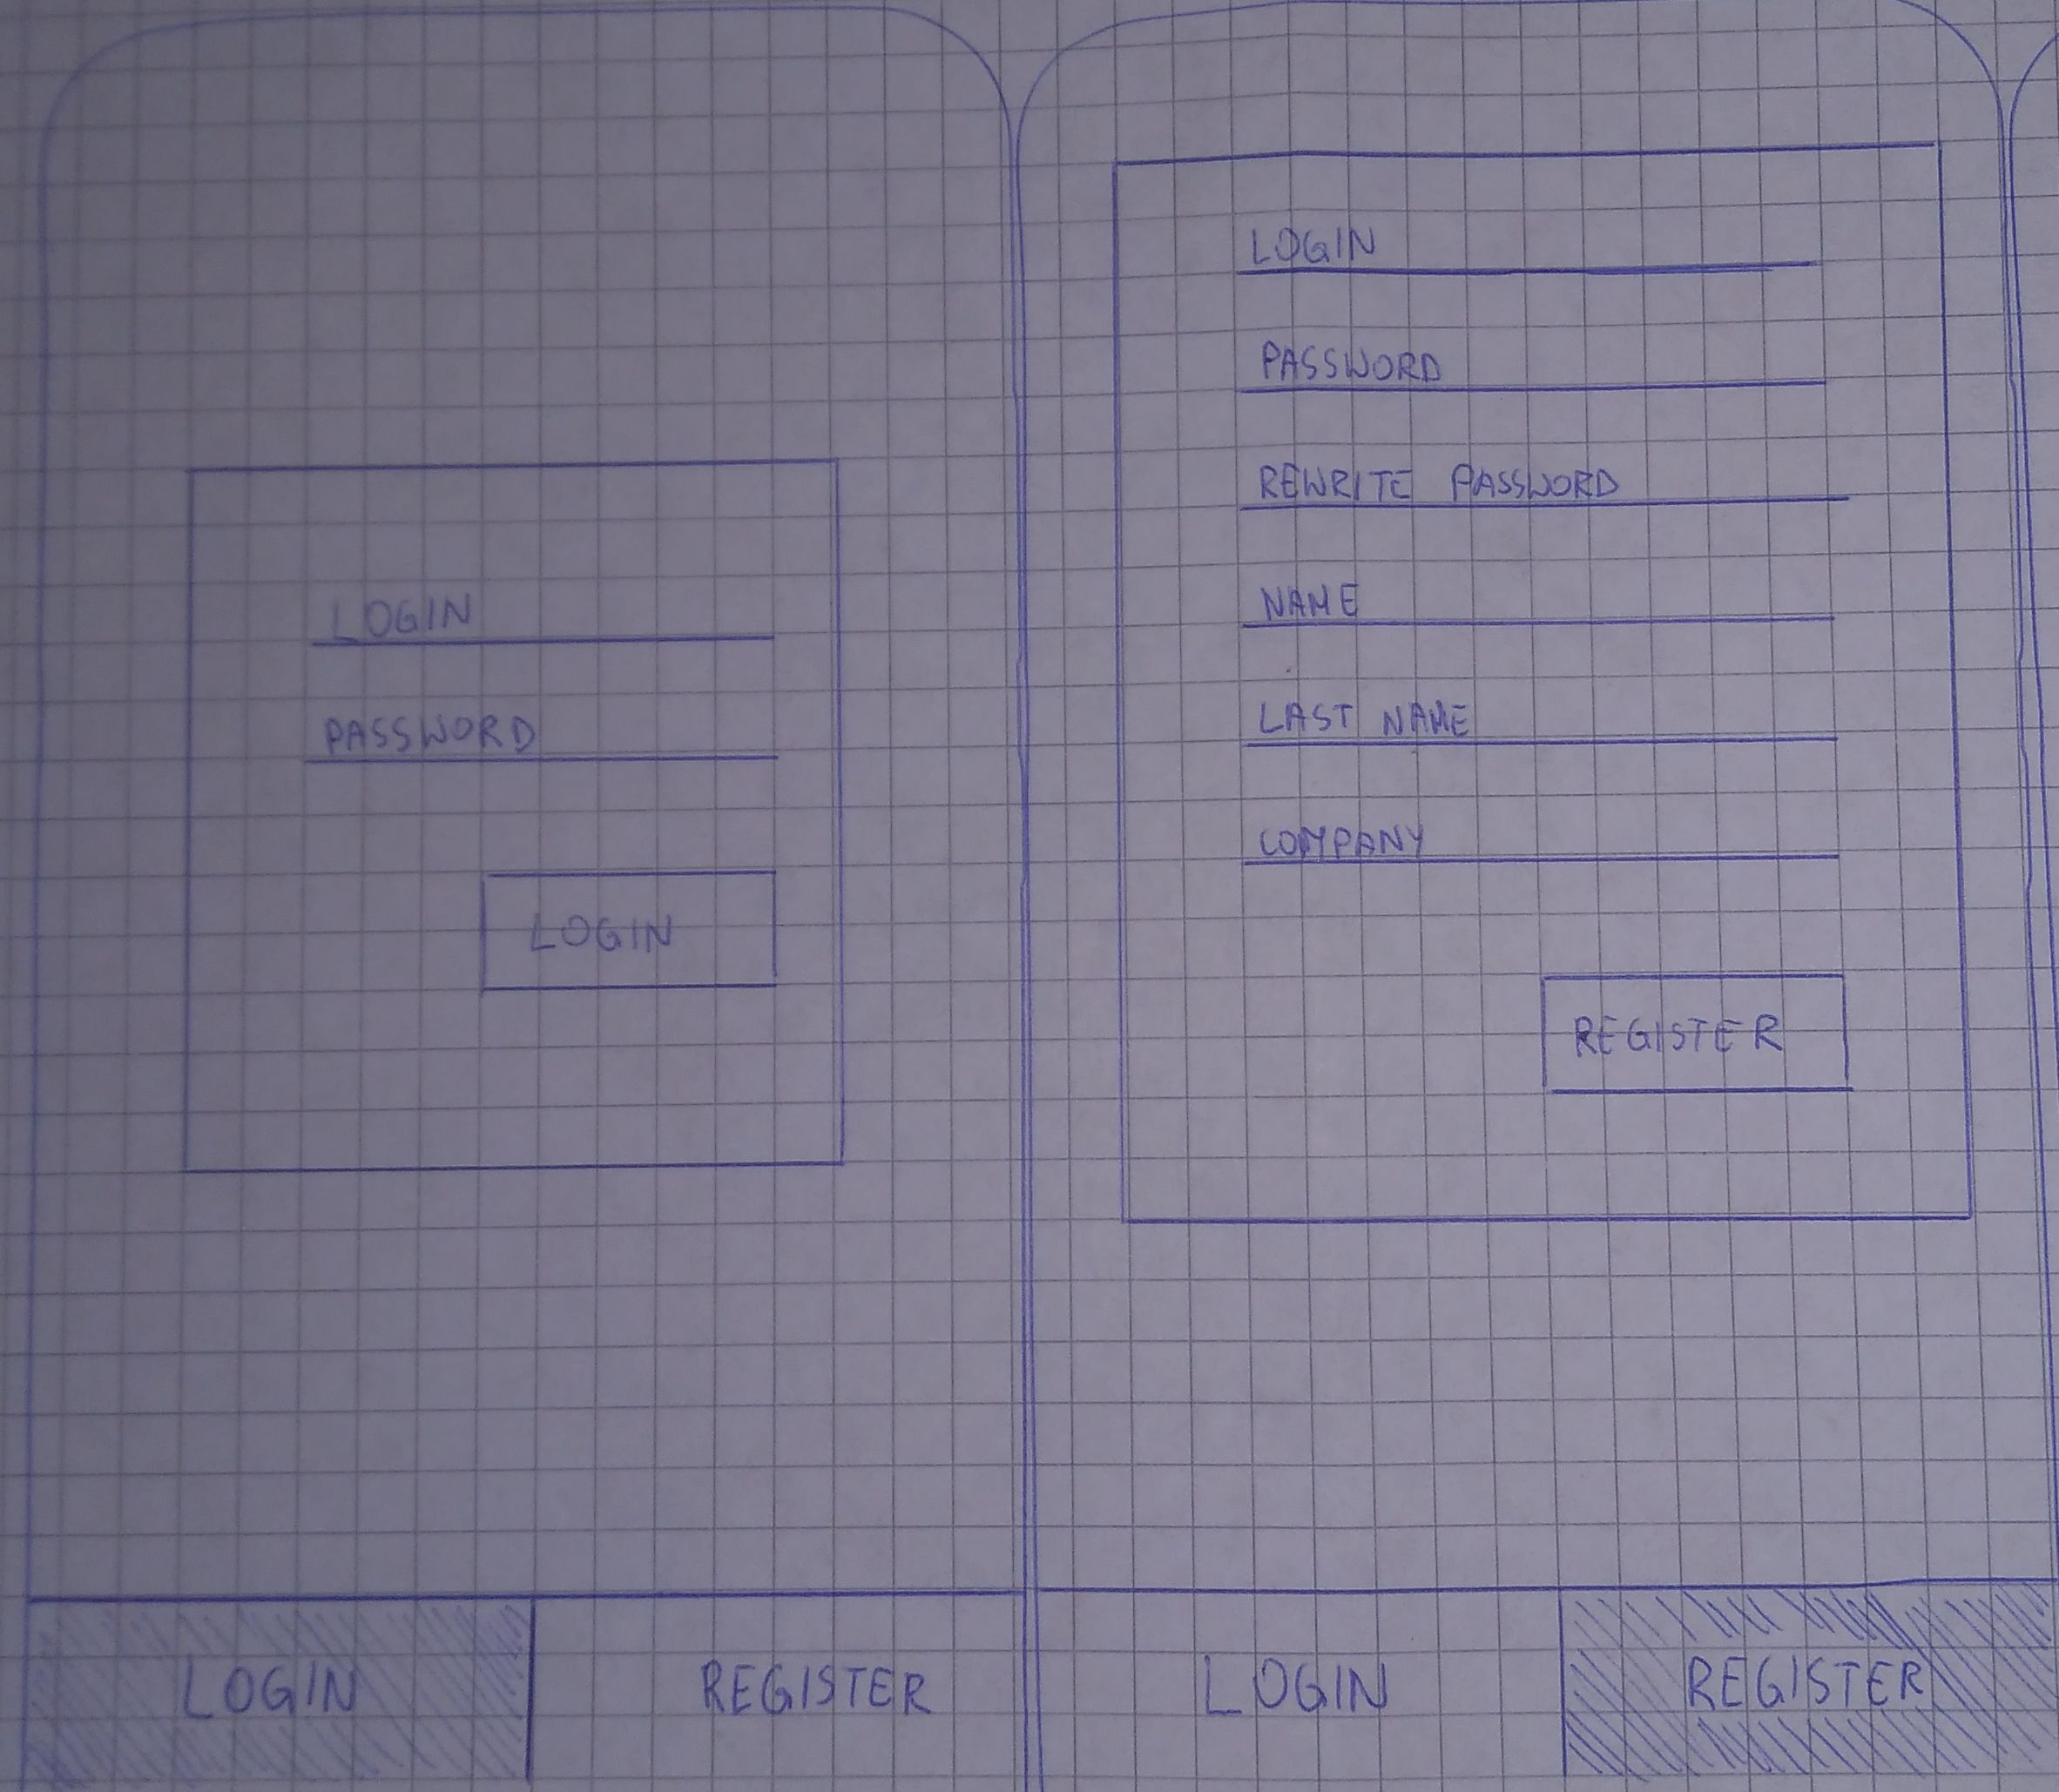 LOGIN
PASSWORD
LOGIN
LOGIN
REGISTER
LOGIN
PASSWORD
REWRITE PASSWORD
NAME
LAST NAME
COMPANY
REGISTER
LOGIN
REGISTER